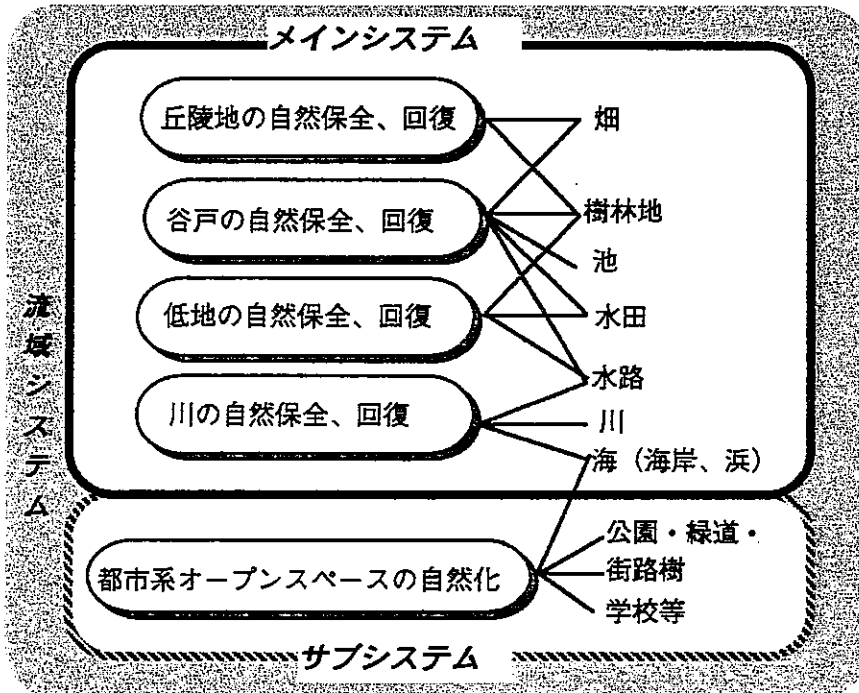 メインシステム
丘陵地の自然保全、回復
畑
谷戸の自然保全、回復
樹林地
池
低地の自然保全、回復
水田
水路
川の自然保全、回復
川
海（海岸、浜）
流域システム
公園・緑道・
都市系オープンスペースの自然化
街路樹
学校等
サブシステム